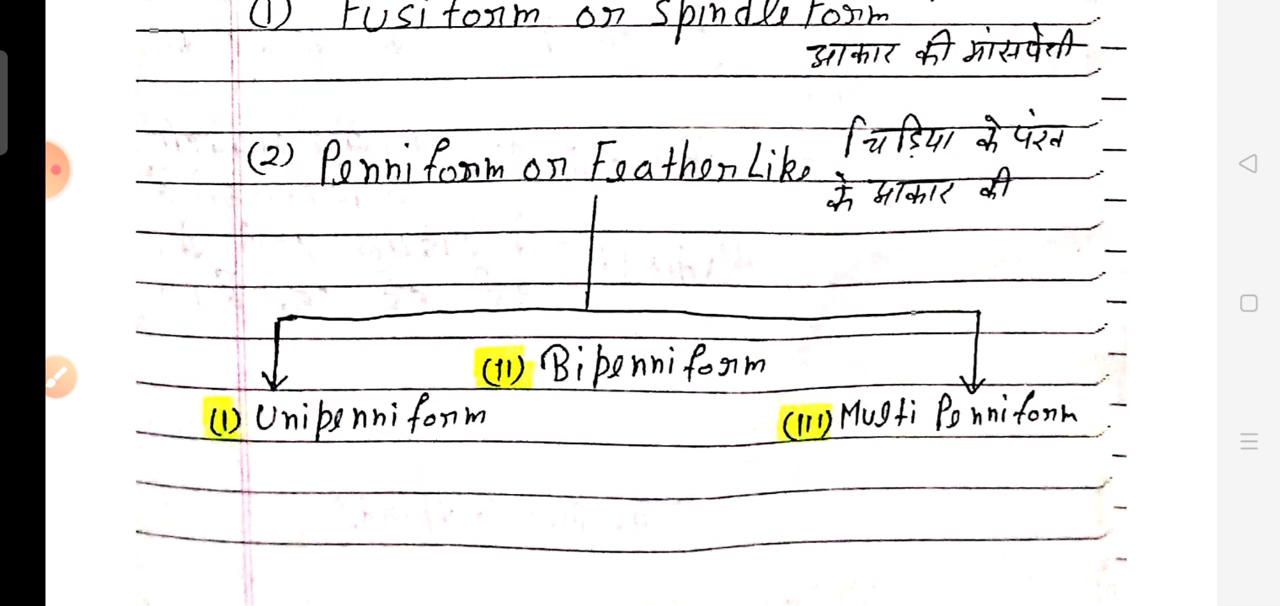 (1) Fusiform or Spindle Form
आकार की मांसपेशी
(2) Penniform or Feather Like चिड़िया के पंख
के आकार की
(II) Bipenniform
(I) Unipenniform
(III) Multi Penniform